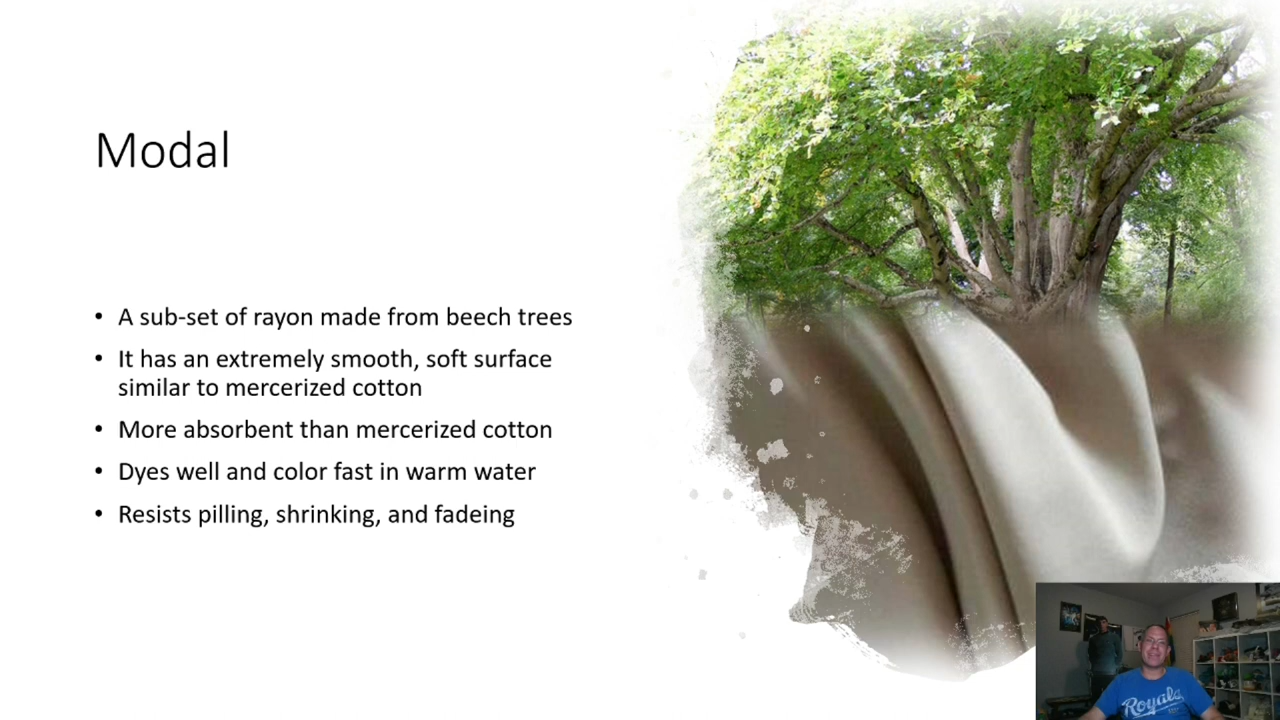 Modal
• A sub-set of rayon made from beech trees
• It has an extremely smooth, soft surface
similar to mercerized cotton
• More absorbent than mercerized cotton
• Dyes well and color fast in warm water
• Resists pilling, shrinking, and fadeing
Royals